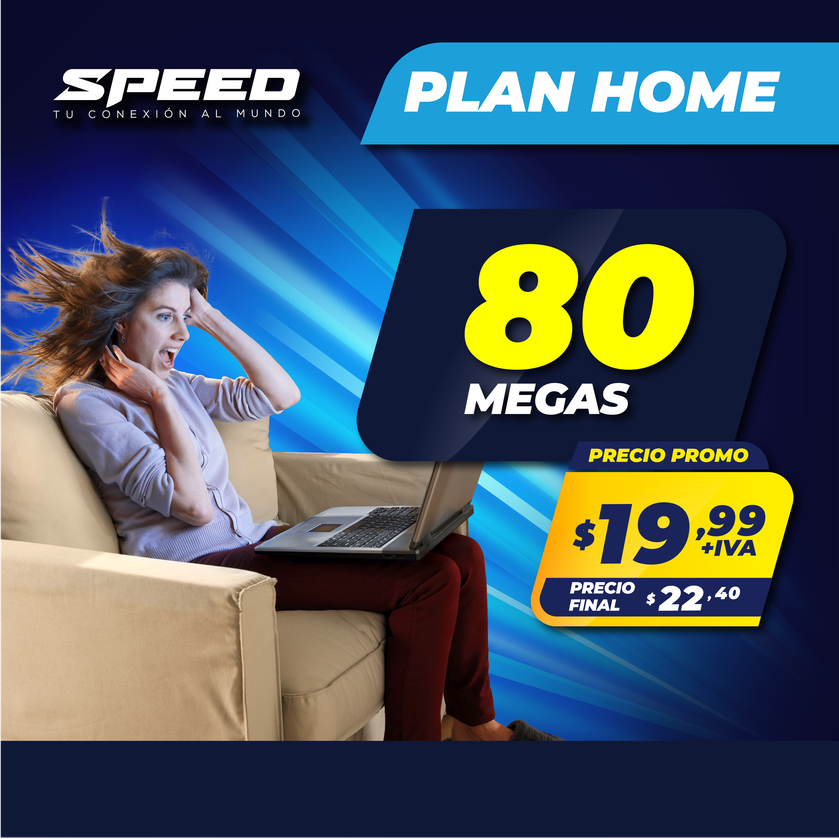 SPEED
TU CONEXIÓN AL MUNDO
PLAN HOME
80
MEGAS
PRECIO PROMO
$19,99
+IVA
PRECIO
FINAL
$22,40